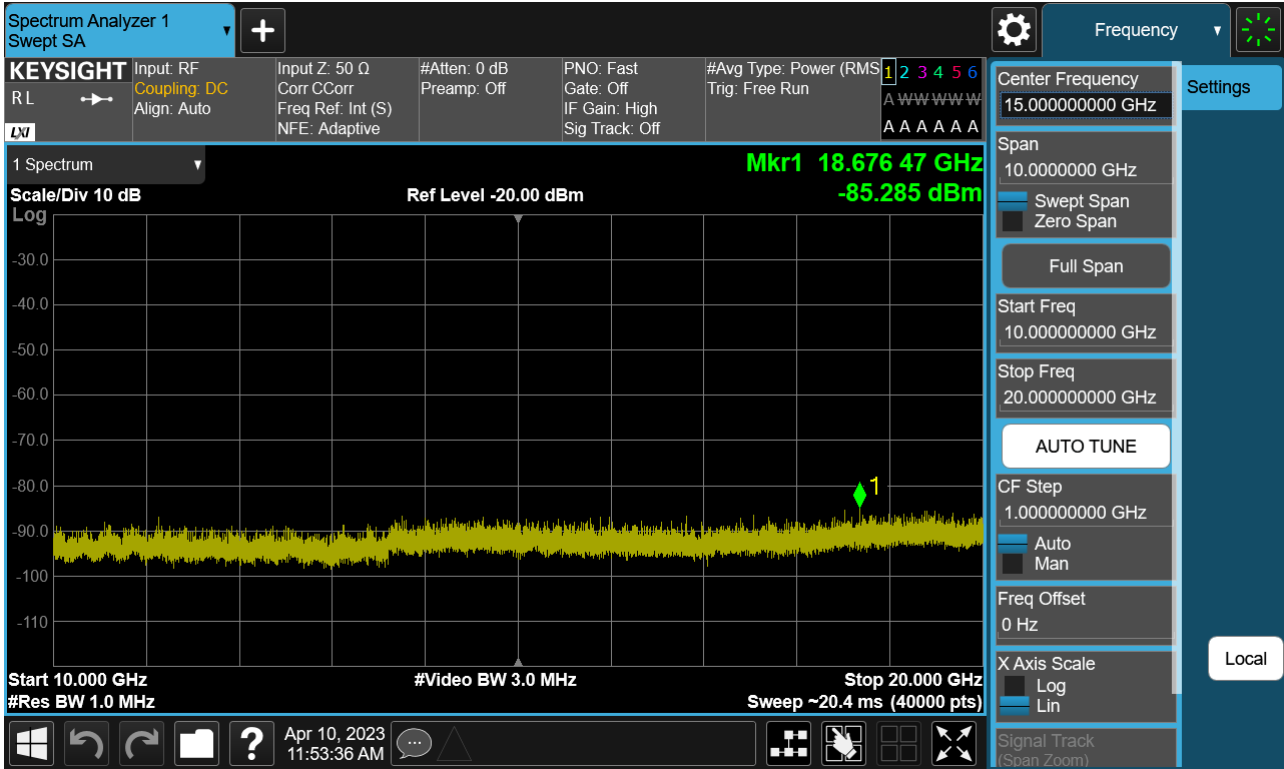 Spectrum Analyzer 1
Swept SA
+
Frequency
KEYSIGHT
R L
LXI
Input: RF
Coupling: DC
Align: Auto
Input Z: 50 Ω
Corr CCorr
Freq Ref: Int (S)
NFE: Adaptive
#Atten: 0 dB
Preamp: Off
PNO: Fast
Gate: Off
IF Gain: High
Sig Track: Off
#Avg Type: Power (RMS
Trig: Free Run
1 2 3 4 5 6
A W W W W W
A A A A A A
1 Spectrum
Mkr1 18.676 47 GHz
-85.285 dBm
Scale/Div 10 dB
Ref Level -20.00 dBm
Log
-30.0
-40.0
-50.0
-60.0
-70.0
-80.0
-90.0
-100
-110
1
Start 10.000 GHz
#Video BW 3.0 MHz
Stop 20.000 GHz
#Res BW 1.0 MHz
Sweep ~20.4 ms (40000 pts)
?
Apr 10, 2023
11:53:36 AM
Center Frequency
15.000000000 GHz
Span
10.0000000 GHz
Swept Span
Zero Span
Full Span
Start Freq
10.000000000 GHz
Stop Freq
20.000000000 GHz
AUTO TUNE
CF Step
1.000000000 GHz
Auto
Man
Freq Offset
0 Hz
X Axis Scale
Log
Lin
Signal Track
(Span Zoom)
Settings
Local